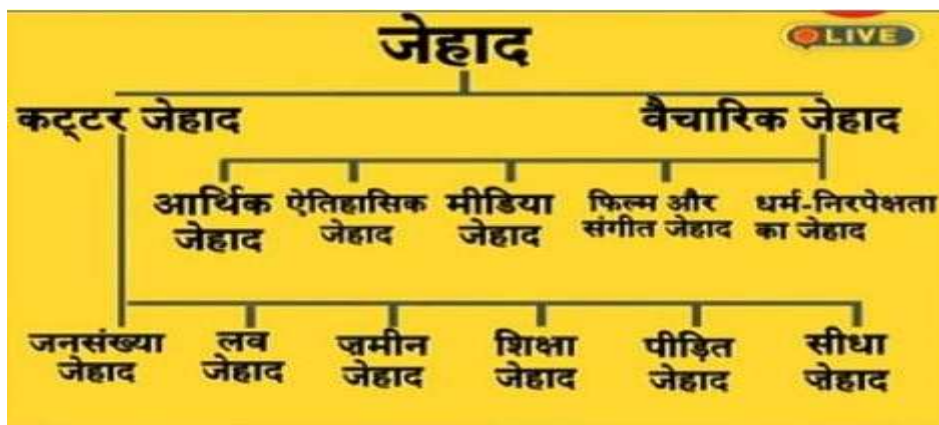 जेहाद
LIVE
कट्टर जेहाद
वैचारिक जेहाद
आर्थिक
जेहाद
ऐतिहासिक
जेहाद
मीडिया
जेहाद
फिल्म और
संगीत जेहाद
धर्म-निरपेक्षता
का जेहाद
जनसंख्या
जेहाद
लव
जेहाद
ज़मीन
जेहाद
शिक्षा
जेहाद
पीड़ित
जेहाद
सीधा
ज़ेहाद